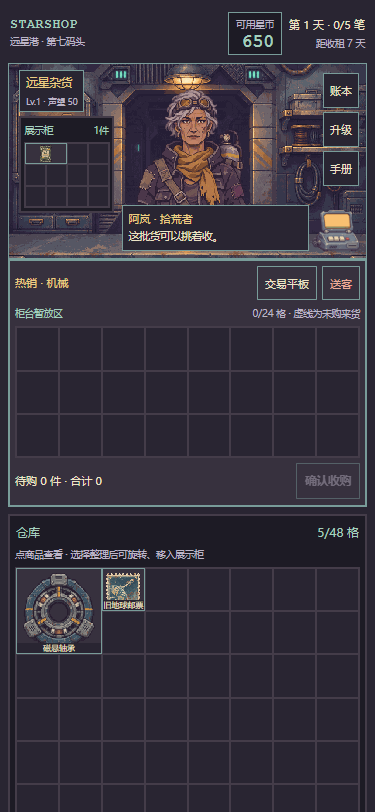 STARSHOP
远星港 · 第七码头
可用星币
650
第 1 天 · 0/5 笔
距收租 7 天
远星杂货
Lv.1 · 声望 50
展示柜 1件
账本
升级
手册
阿岚 · 拾荒者
这批货可以挑着收。
热销 · 机械
交易平板
送客
柜台暂放区
0/24 格 · 虚线为未购来货
待购 0 件 · 合计 0
确认收购
仓库
5/48 格
点商品查看 · 选择整理后可旋转、移入展示柜
磁悬轴承
旧地球邮票